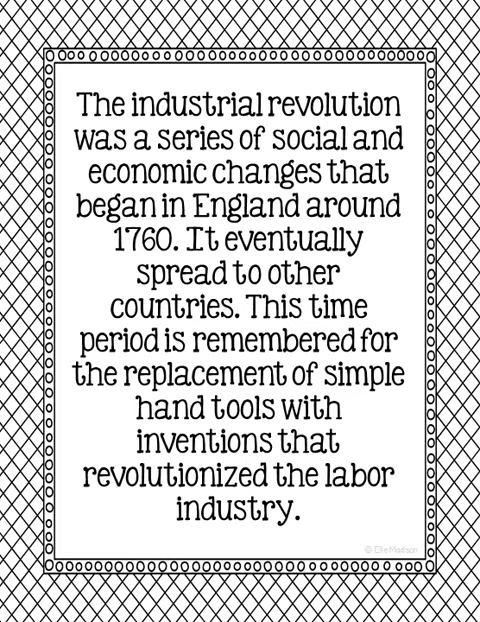 The industrial revolution
was a series of social and
economic changes that
began in England around
1760. It eventually
spread to other
countries. This time
period is remembered for
the replacement of simple
hand tools with
inventions that
revolutionized the labor
industry.
© Elle Madison